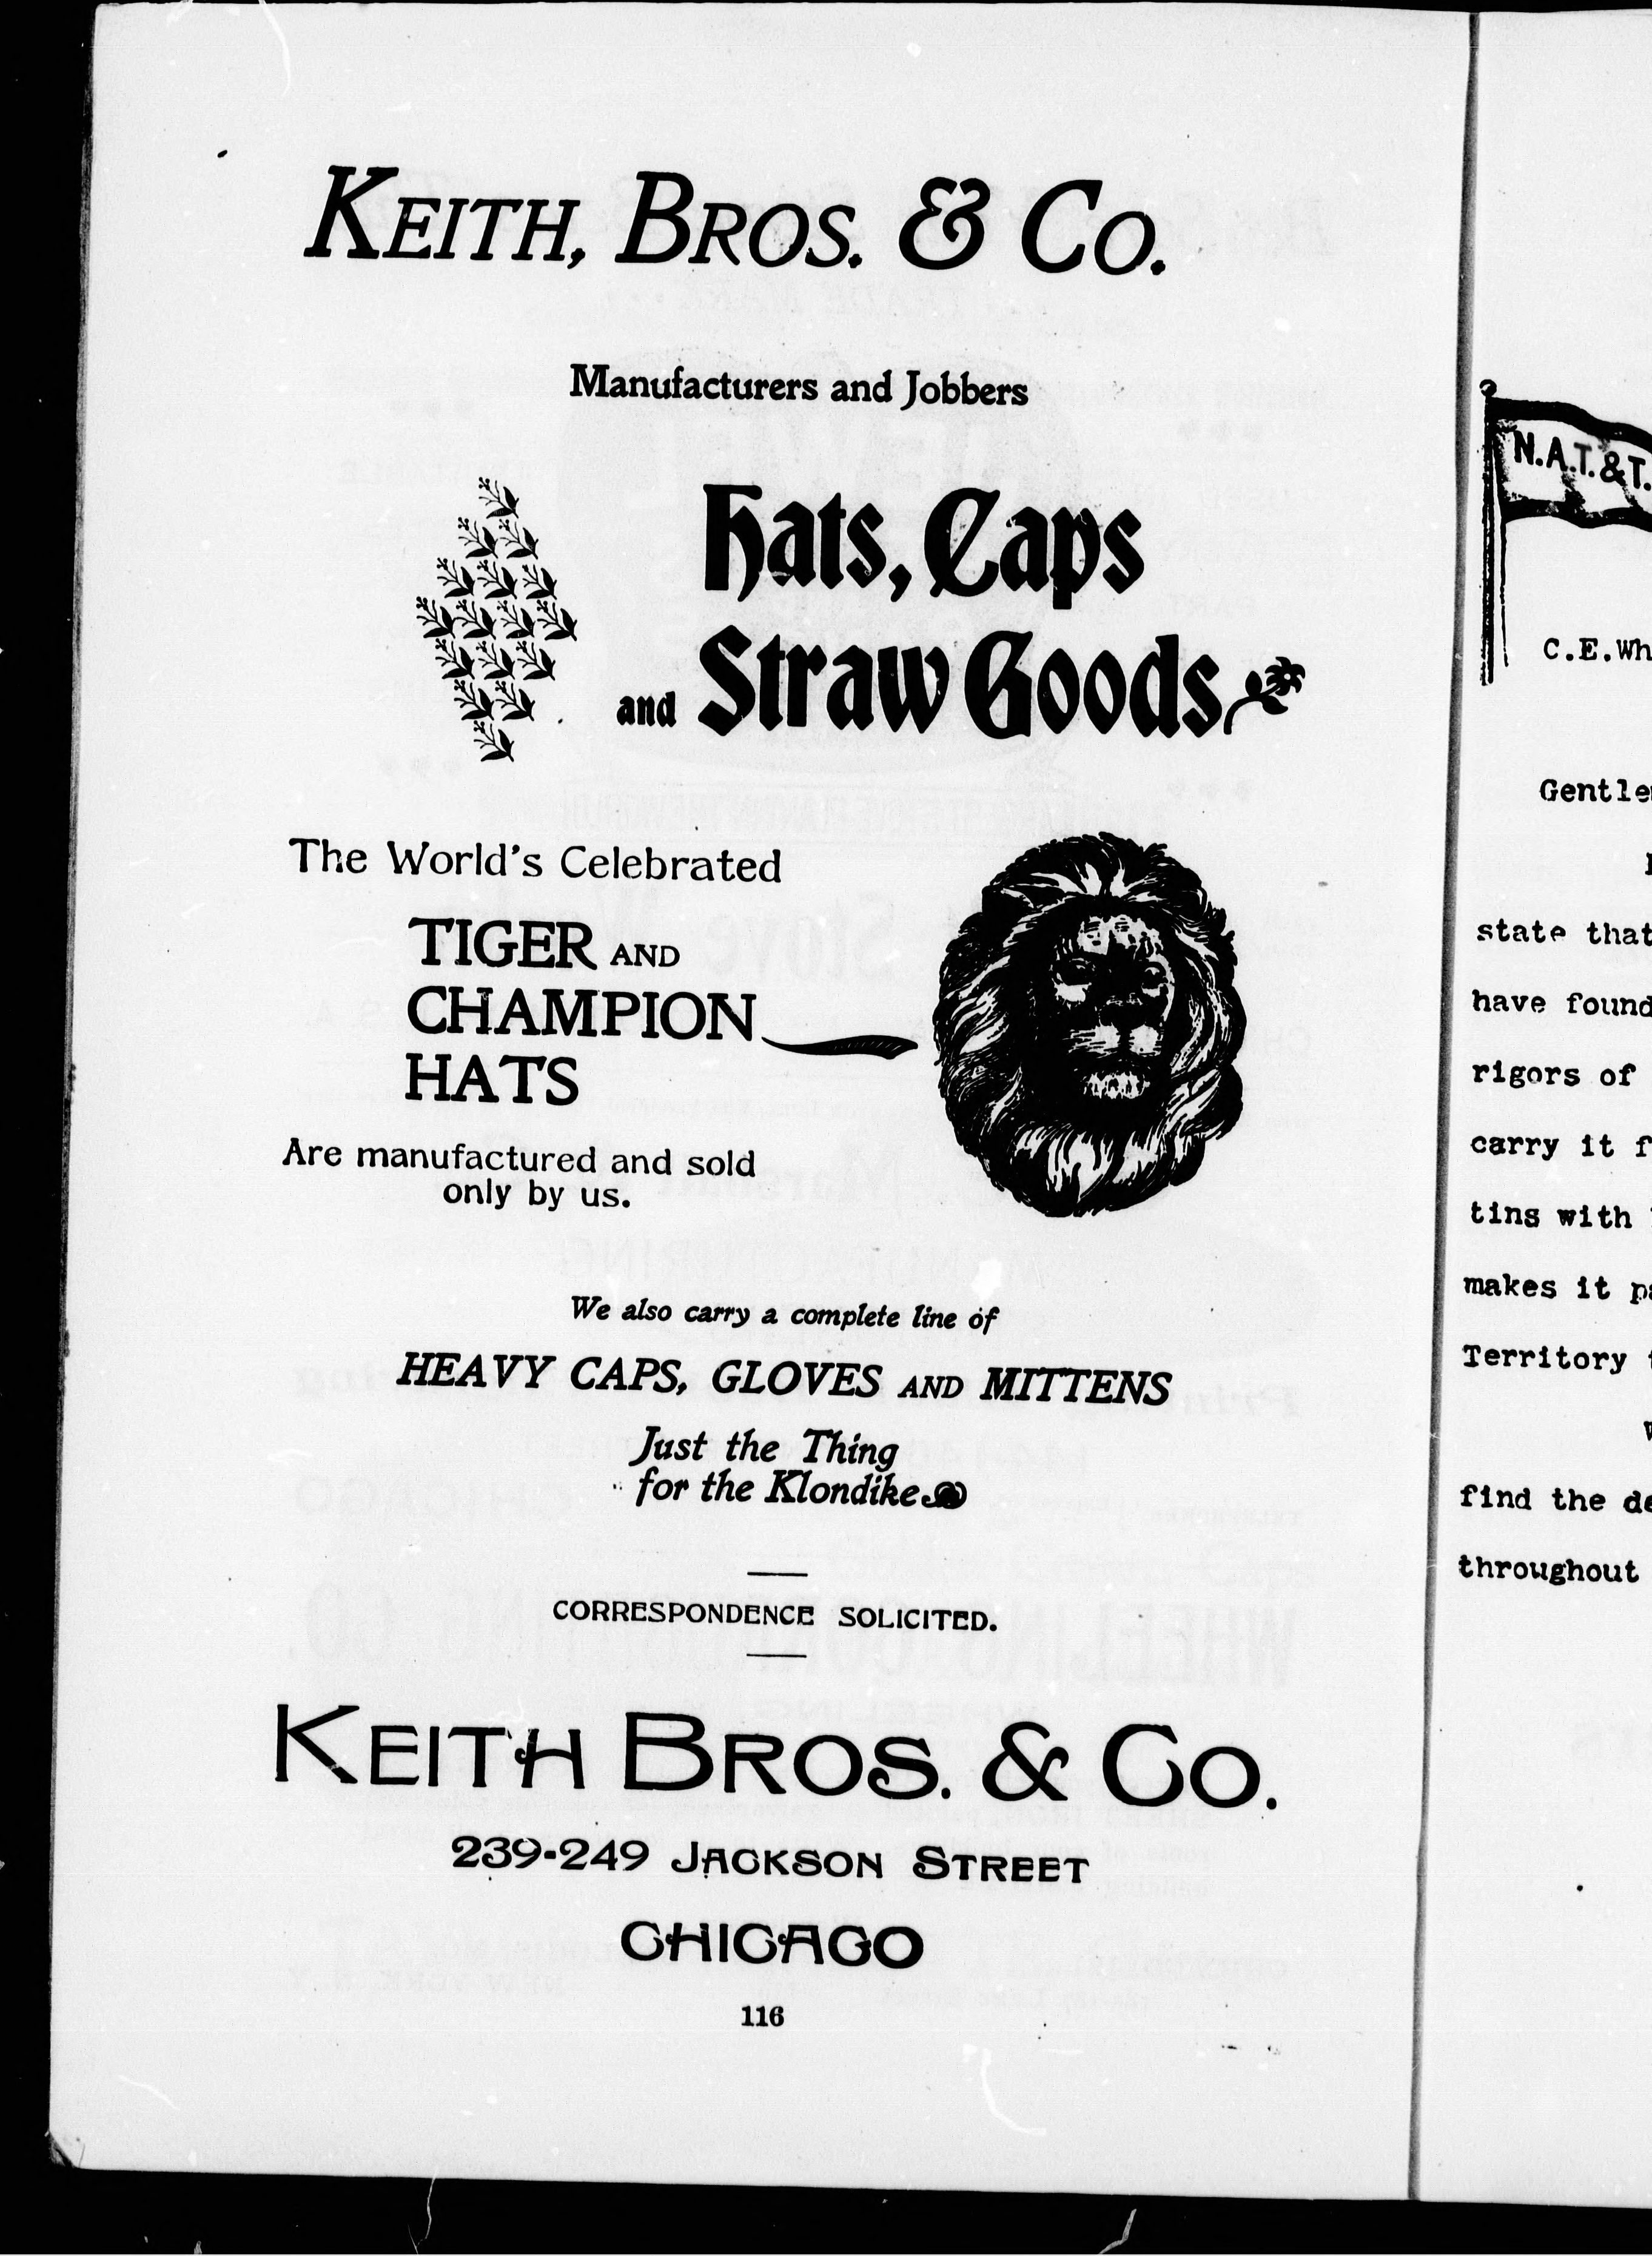 KEITH, BROS. & CO.
Manufacturers and Jobbers
Hats, Caps
and Straw Goods
The World's Celebrated
TIGER AND
CHAMPION
HATS
Are manufactured and sold
only by us.
We also carry a complete line of
HEAVY CAPS, GLOVES AND MITTENS
Just the Thing
for the Klondike
CORRESPONDENCE SOLICITED.
KEITH BROS. & CO.
239-249 JACKSON STREET
CHICAGO
116
N.A.T.&T.
C.E.Wh
Gentle
state that
have found
rigors of
carry it f
tins with
makes it p
Territory
find the de
throughout